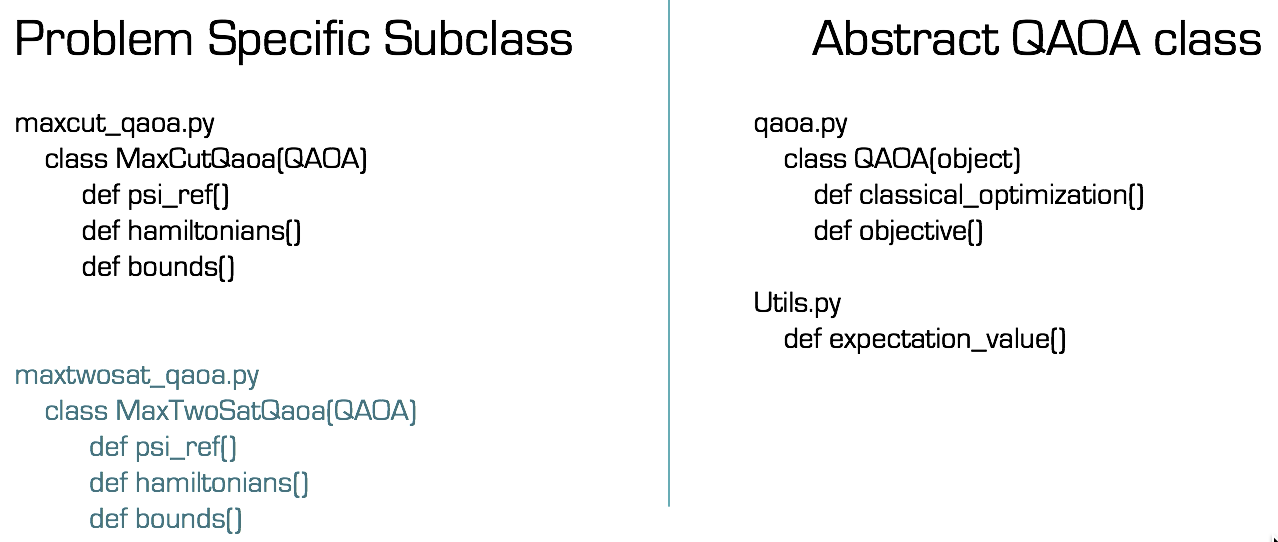 Problem Specific Subclass
maxcut_qaoa.py
class MaxCutQaoa(QAOA)
def psi_ref()
def hamiltonians()
def bounds()
maxtwosat_qaoa.py
class MaxTwoSatQaoa(QAOA)
def psi_ref()
def hamiltonians()
def bounds()
Abstract QAOA class
qaoa.py
class QAOA(object)
def classical_optimization()
def objective()
Utils.py
def expectation_value()